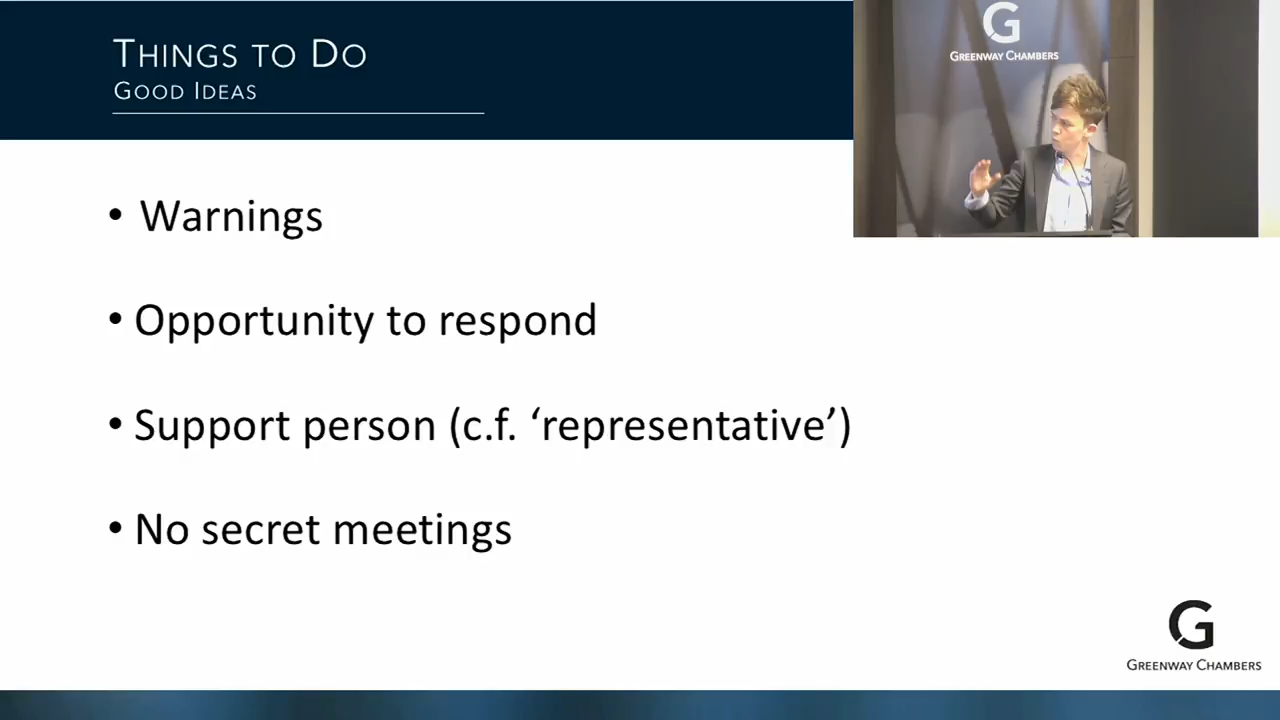 THINGS TO DO
GOOD IDEAS
G
GREENWAY CHAMBERS
• Warnings
• Opportunity to respond
• Support person (c.f. ‘representative’)
• No secret meetings
G
GREENWAY CHAMBERS